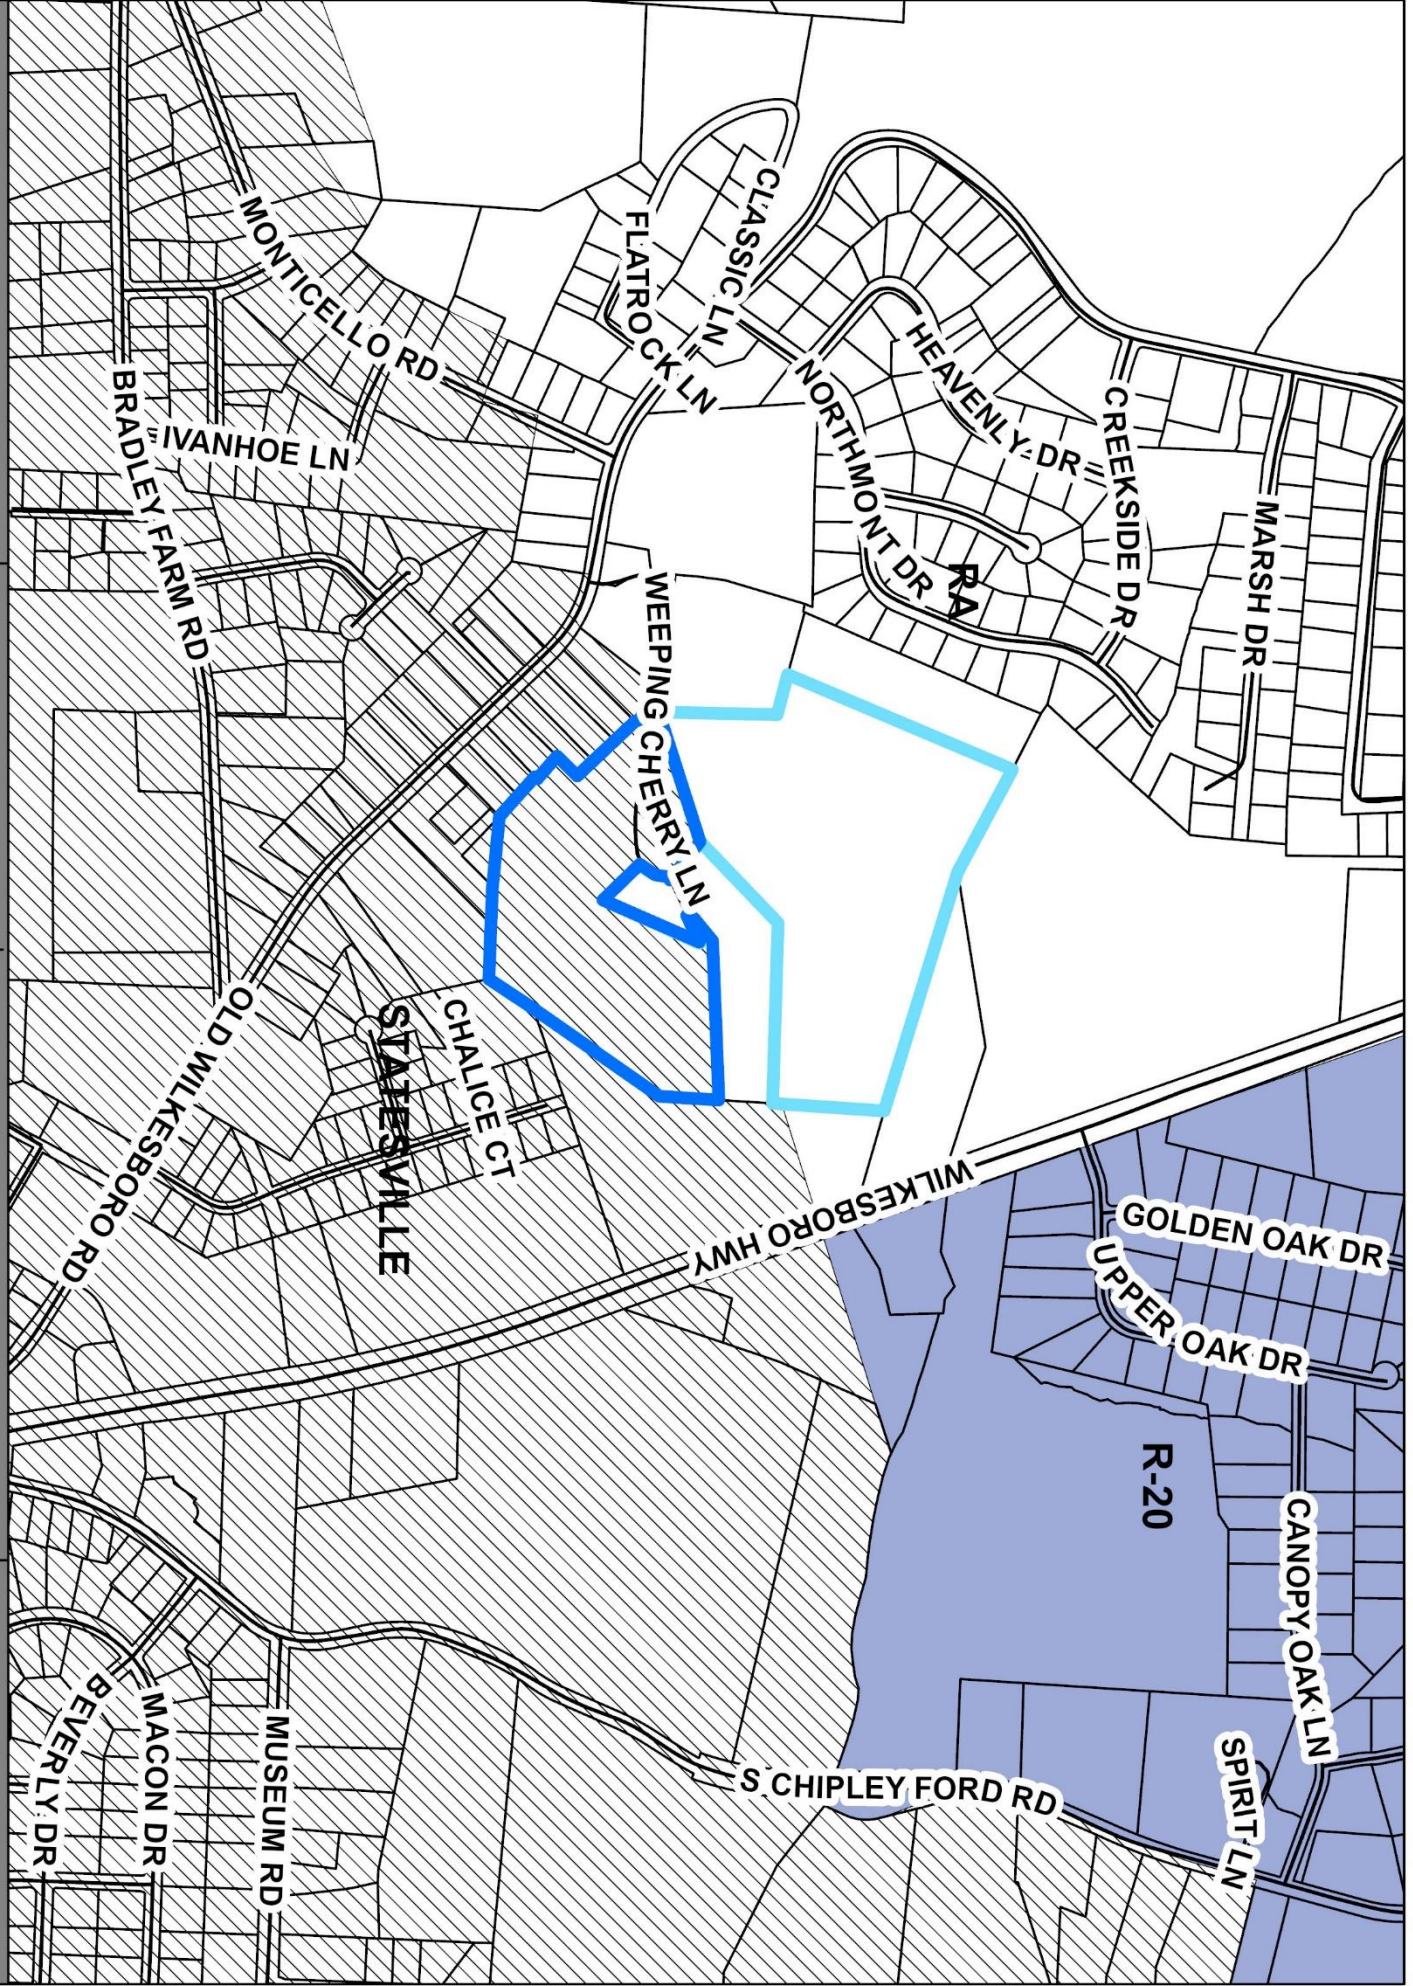 CLASSIC LN
FLATROCK LN
MONTICELLO RD
HEAVENLY DR
CREEKSIDE DR
NORTHMONT DR
MARSH DR
BRADLEY FARM RD
IVANHOE LN
RA
WEEPING CHERRY LN
OLD WILKESBORO RD
STATESVILLE
CHALICE CT
WILKESBORO HWY
GOLDEN OAK DR
UPPER OAK DR
R-20
CANOPY OAK LN
SPIRIT LN
S CHIPLEY FORD RD
MUSEUM RD
MACON DR
BEVERLY DR